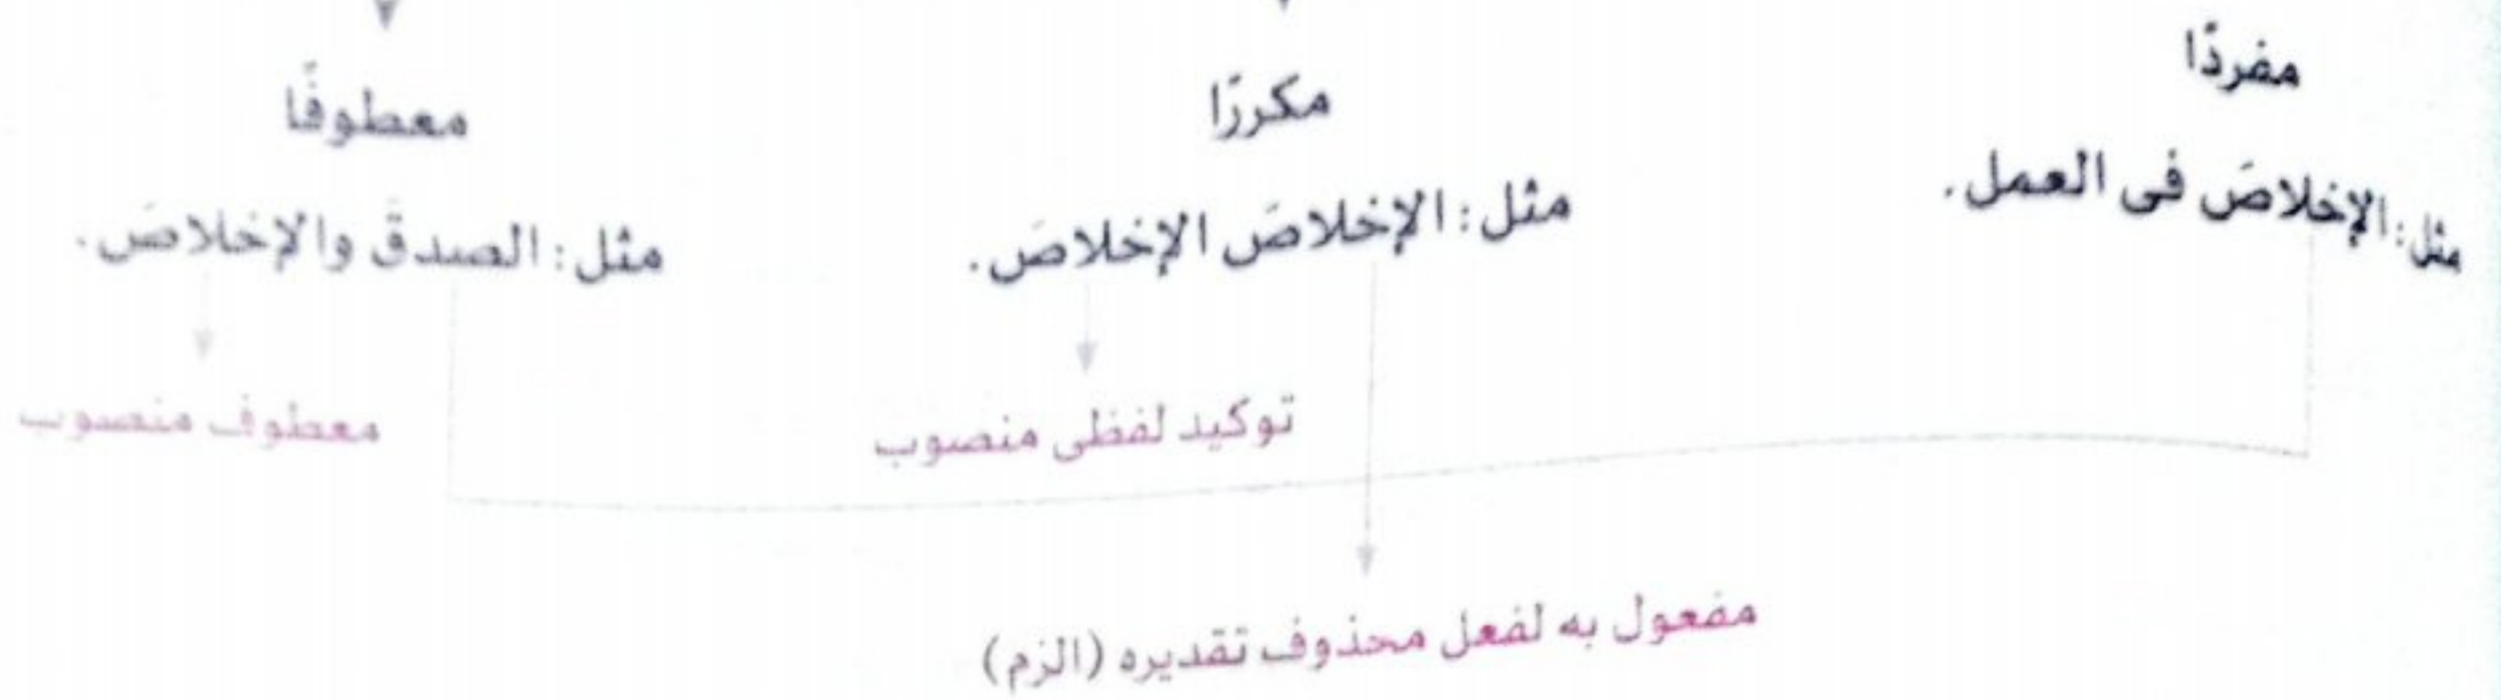 مفردًا
مثل: الإخلاصَ فى العمل.
مكررًا
مثل: الإخلاصَ الإخلاصَ.
توكيد لفظى منصوب
معطوفًا
مثل: الصدقَ والإخلاصَ.
معطوف منصوب
مفعول به لفعل محذوف تقديره (الزم)